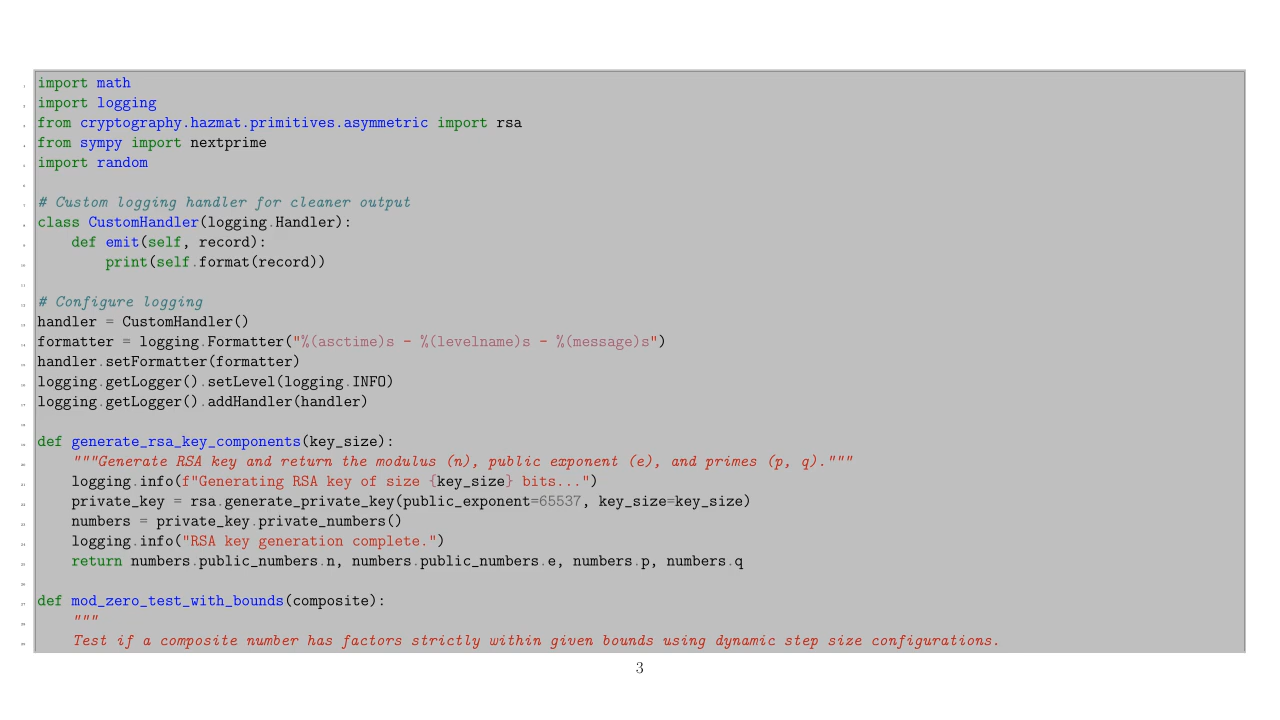 import math
import logging
from cryptography.hazmat.primitives.asymmetric import rsa
from sympy import nextprime
import random
# Custom logging handler for cleaner output
class CustomHandler(logging.Handler):
    def emit(self, record):
        print(self.format(record))
# Configure logging
handler = CustomHandler()
formatter = logging.Formatter("%(asctime)s - %(levelname)s - %(message)s")
handler.setFormatter(formatter)
logging.getLogger().setLevel(logging.INFO)
logging.getLogger().addHandler(handler)
def generate_rsa_key_components(key_size):
    """Generate RSA key and return the modulus (n), public exponent (e), and primes (p, q)."""
    logging.info(f"Generating RSA key of size {key_size} bits...")
    private_key = rsa.generate_private_key(public_exponent=65537, key_size=key_size)
    numbers = private_key.private_numbers()
    logging.info("RSA key generation complete.")
    return numbers.public_numbers.n, numbers.public_numbers.e, numbers.p, numbers.q
def mod_zero_test_with_bounds(composite):
    """
    Test if a composite number has factors strictly within given bounds using dynamic step size configurations.
3